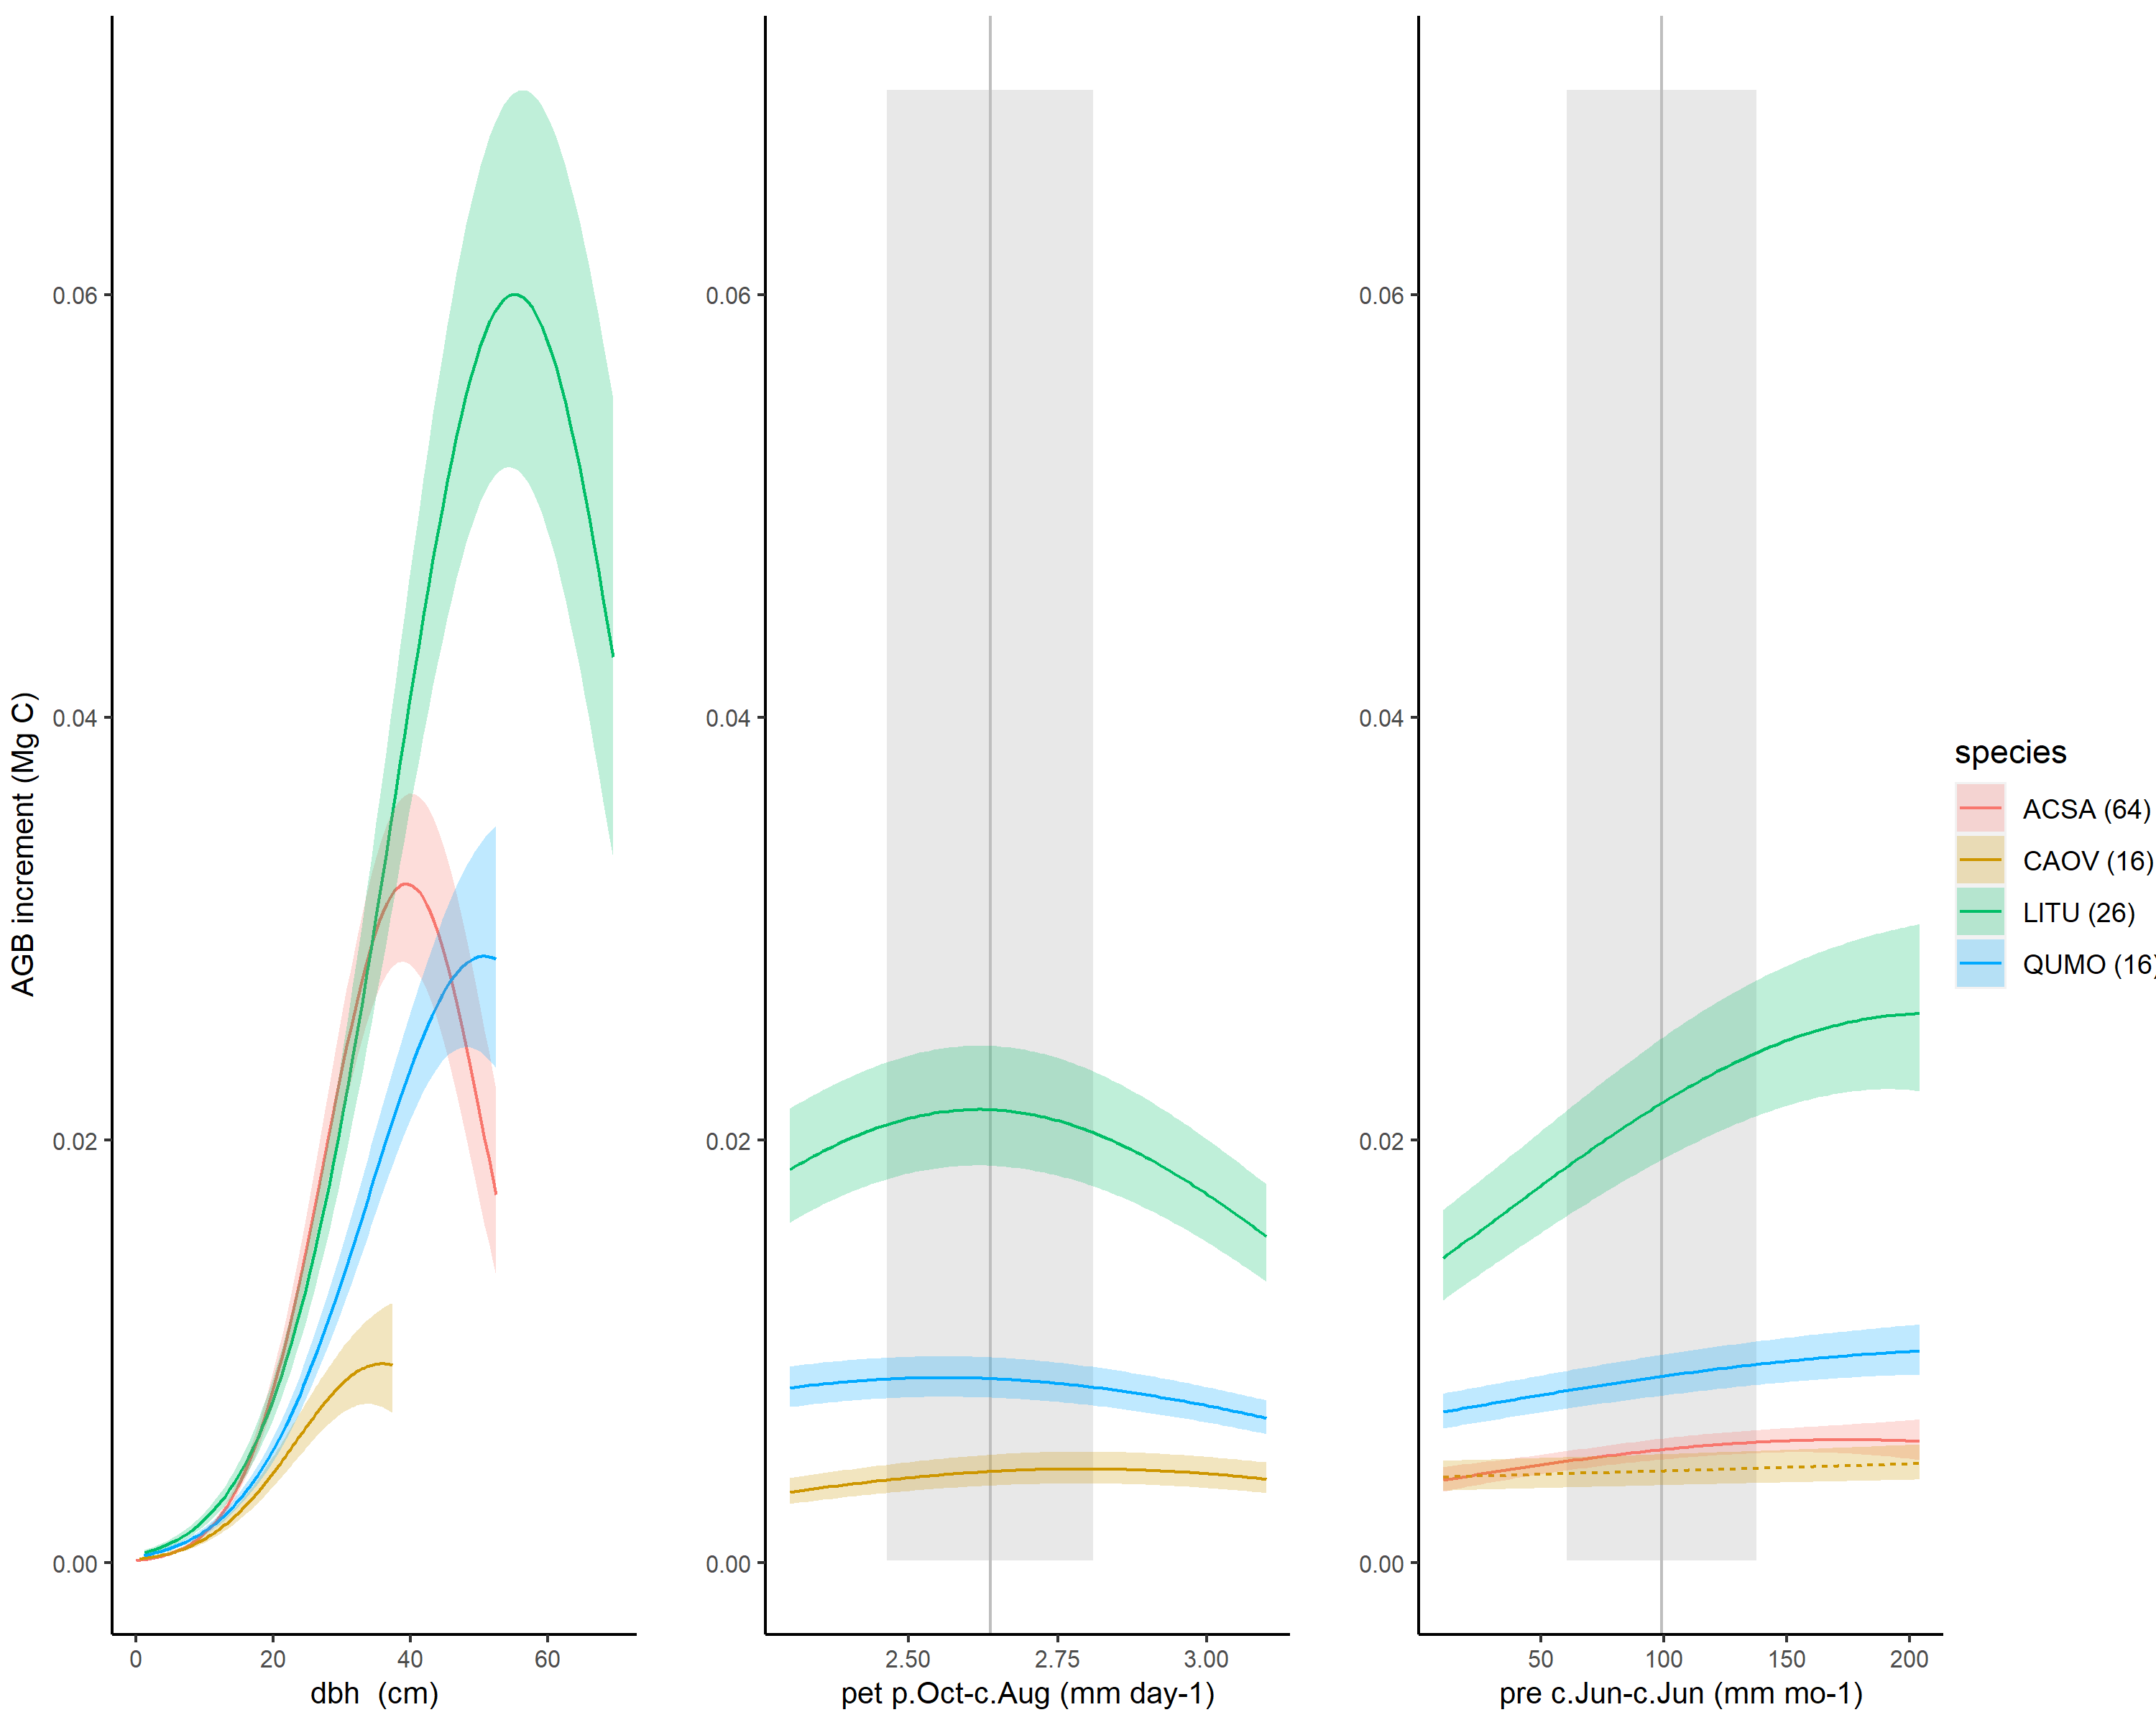 AGB increment (Mg C)
0.06
0.04
0.02
0.00
0 20 40 60
dbh (cm)
0.06
0.04
0.02
0.00
2.50 2.75 3.00
pet p.Oct-c.Aug (mm day-1)
0.06
0.04
0.02
0.00
50 100 150 200
pre c.Jun-c.Jun (mm mo-1)
species
ACSA (64)
CAOV (16)
LITU (26)
QUMO (16)